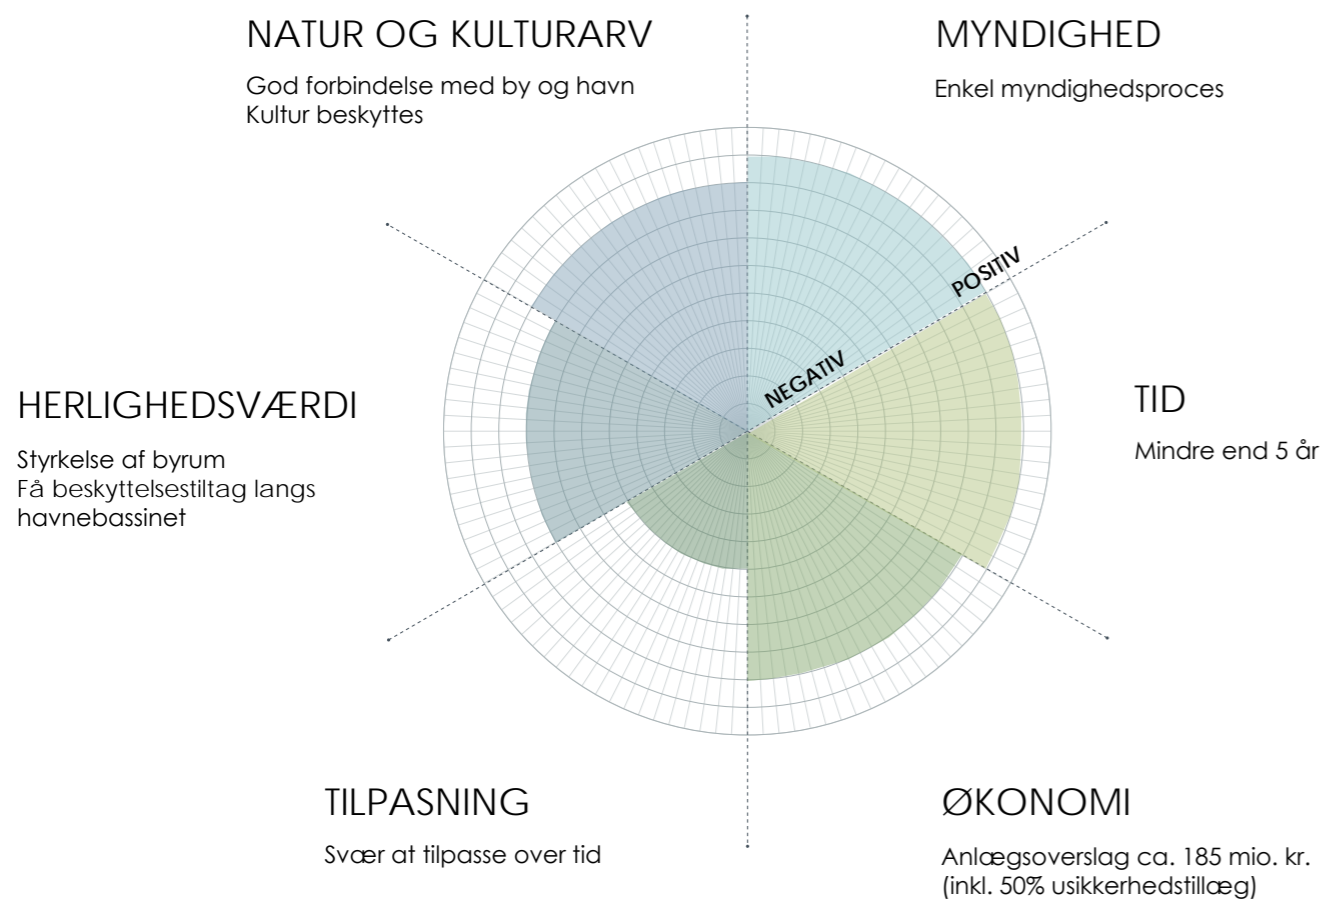 NATUR OG KULTURARV
God forbindelse med by og havn
Kultur beskyttes
MYNDIGHED
Enkel myndighedsproces
POSITIV
NEGATIV
HERLIGHEDSVÆRDI
Styrkelse af byrum
Få beskyttelsestiltag langs
havnebassinet
TID
Mindre end 5 år
TILPASNING
Svær at tilpasse over tid
ØKONOMI
Anlægsoverslag ca. 185 mio. kr.
(inkl. 50% usikkerhedstillæg)